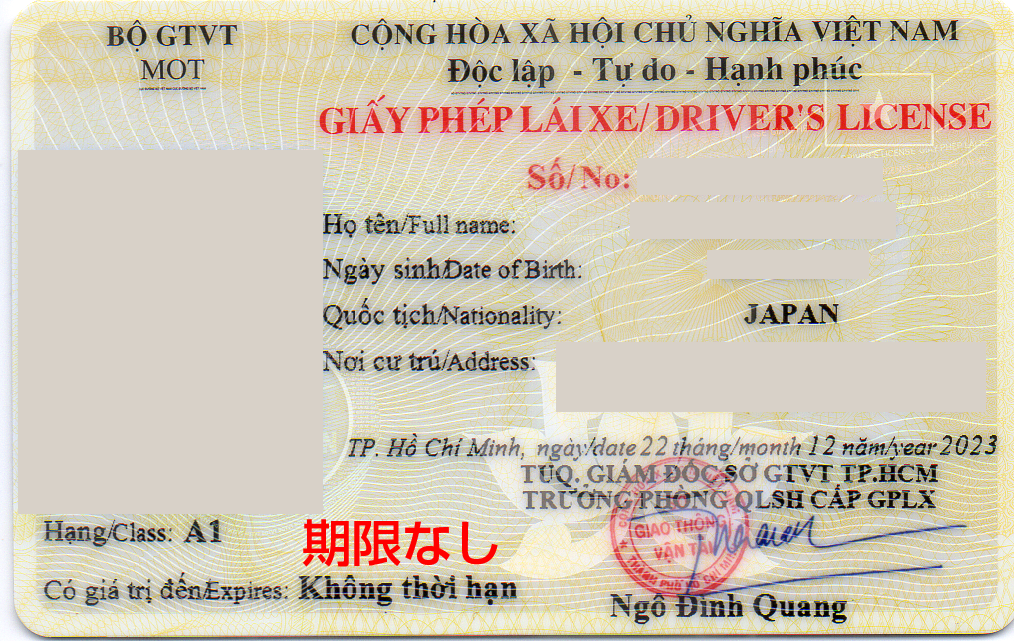 BỘ GTVT
MOT
CỘNG HÒA XÃ HỘI CHỦ NGHĨA VIỆT NAM
Độc lập - Tự do - Hạnh phúc
GIẤY PHÉP LÁI XE/ DRIVER'S LICENSE
Số/ No:
Họ tên/Full name:
Ngày sinh/Date of Birth:
Quốc tịch/Nationality: JAPAN
Nơi cư trú/Address:
TP. Hồ Chí Minh, ngày/date 22 tháng/month 12 năm/year 2023
TUQ. GIÁM ĐỐC SỞ GTVT TP.HCM
TRƯỞNG PHÒNG QLSH CẤP GPLX
Hạng/Class: A1
期限なし
GIAO THÔNG
VẬN TẢI
Có giá trị đến/Expires: Không thời hạn
Ngô Đình Quang